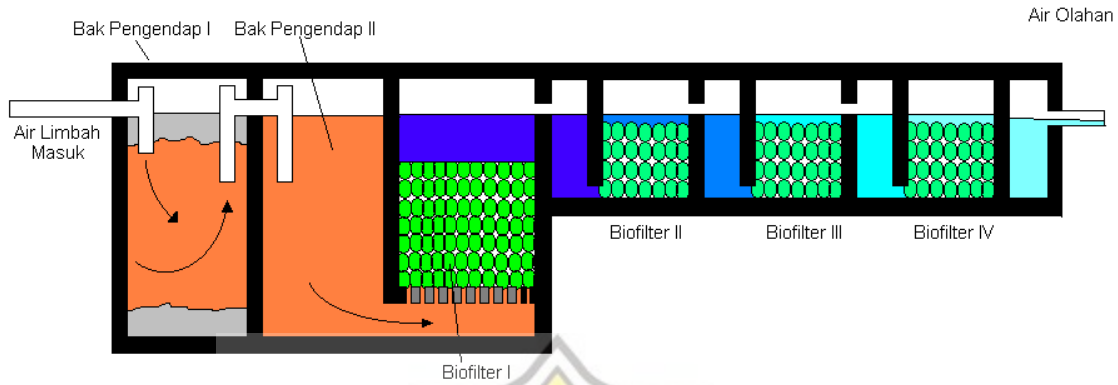 Air Olahan
Bak Pengendap I
Bak Pengendap II
Air Limbah
Masuk
Biofilter II
Biofilter III
Biofilter IV
Biofilter I